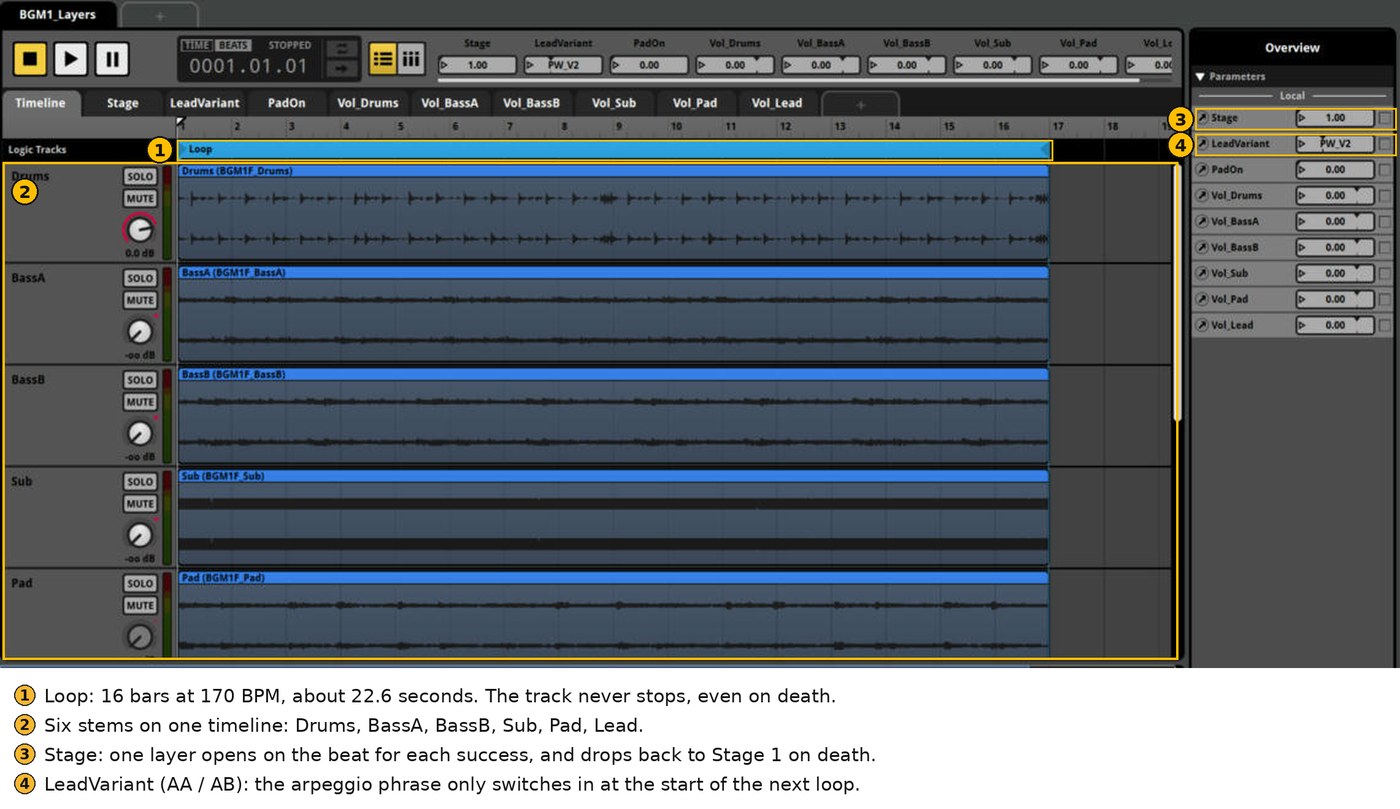 BGM1_Layers
+
TIME BEATS STOPPED
0001.01.01
Stage LeadVariant PadOn Vol_Drums Vol_BassA Vol_BassB Vol_Sub Vol_Pad Vol_Le
1.00 PW_V2 0.00 0.00 0.00 0.00 0.00 0.00 0.00
Timeline Stage LeadVariant PadOn Vol_Drums Vol_BassA Vol_BassB Vol_Sub Vol_Pad Vol_Lead +
1 2 3 4 5 6 7 8 9 10 11 12 13 14 15 16 17 18
Logic Tracks 1 Loop
2
Drums SOLO Drums (BGM1F_Drums)
MUTE
0.0 dB
BassA SOLO BassA (BGM1F_BassA)
MUTE
-oo dB
BassB SOLO BassB (BGM1F_BassB)
MUTE
-oo dB
Sub SOLO Sub (BGM1F_Sub)
MUTE
-oo dB
Pad SOLO Pad (BGM1F_Pad)
MUTE
Overview
Parameters
Local
3 Stage 1.00
4 LeadVariant PW_V2
PadOn 0.00
Vol_Drums 0.00
Vol_BassA 0.00
Vol_BassB 0.00
Vol_Sub 0.00
Vol_Pad 0.00
Vol_Lead 0.00
1 Loop: 16 bars at 170 BPM, about 22.6 seconds. The track never stops, even on death.
2 Six stems on one timeline: Drums, BassA, BassB, Sub, Pad, Lead.
3 Stage: one layer opens on the beat for each success, and drops back to Stage 1 on death.
4 LeadVariant (AA / AB): the arpeggio phrase only switches in at the start of the next loop.